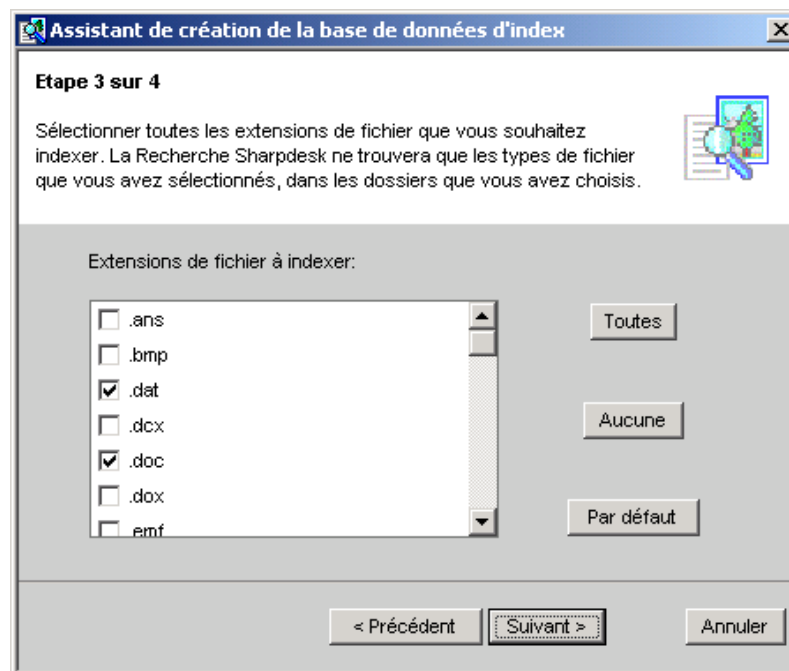 Assistant de création de la base de données d'index
Etape 3 sur 4
Sélectionner toutes les extensions de fichier que vous souhaitez
indexer. La Recherche Sharpdesk ne trouvera que les types de fichier
que vous avez sélectionnés, dans les dossiers que vous avez choisis.
Extensions de fichier à indexer:
.ans
.bmp
.dat
.dcx
.doc
.dox
.emf
Toutes
Aucune
Par défaut
< Précédent
Suivant >
Annuler